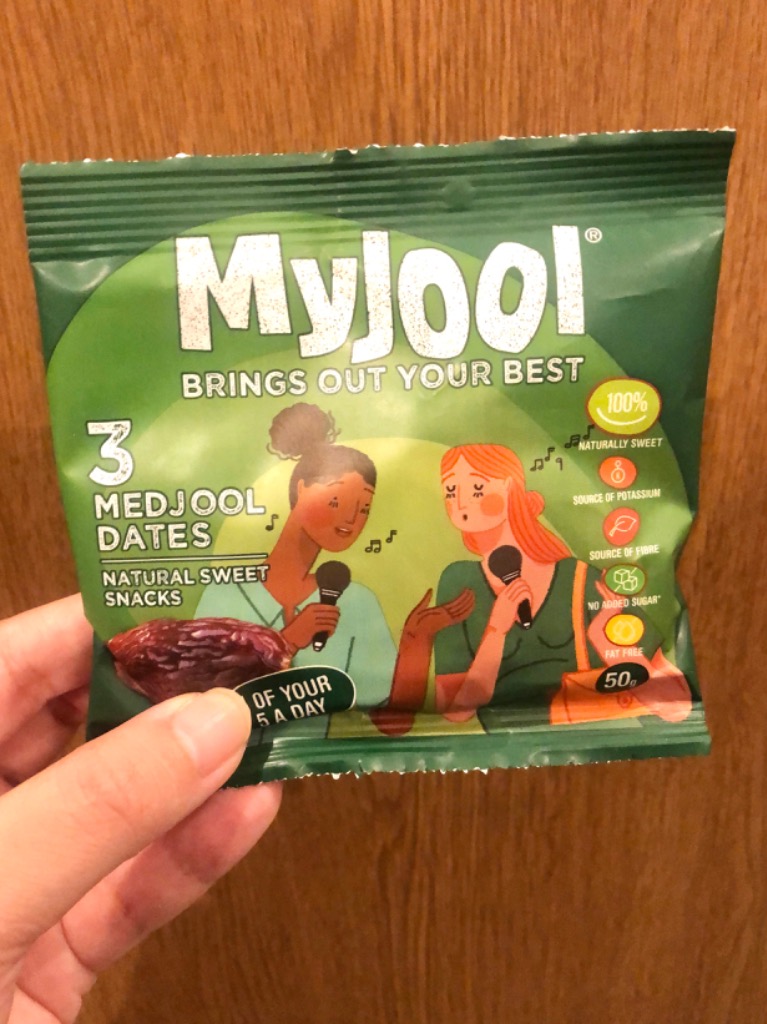 MyJool®
BRINGS OUT YOUR BEST
3
MEDJOOL
DATES
NATURAL SWEET
SNACKS
OF YOUR
5 A DAY
100%
NATURALLY SWEET
SOURCE OF POTASSIUM
SOURCE OF FIBRE
NO ADDED SUGAR*
FAT FREE
50g